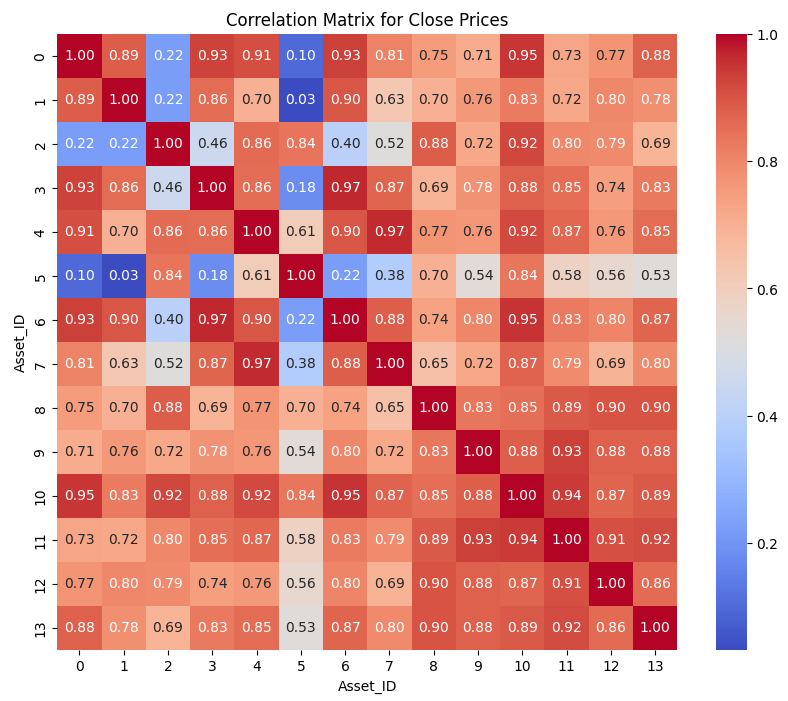 Correlation Matrix for Close Prices
0 1.00 0.89 0.22 0.93 0.91 0.10 0.93 0.81 0.75 0.71 0.95 0.73 0.77 0.88
1 0.89 1.00 0.22 0.86 0.70 0.03 0.90 0.63 0.70 0.76 0.83 0.72 0.80 0.78
2 0.22 0.22 1.00 0.46 0.86 0.84 0.40 0.52 0.88 0.72 0.92 0.80 0.79 0.69
3 0.93 0.86 0.46 1.00 0.86 0.18 0.97 0.87 0.69 0.78 0.88 0.85 0.74 0.83
4 0.91 0.70 0.86 0.86 1.00 0.61 0.90 0.97 0.77 0.76 0.92 0.87 0.76 0.85
5 0.10 0.03 0.84 0.18 0.61 1.00 0.22 0.38 0.70 0.54 0.84 0.58 0.56 0.53
6 0.93 0.90 0.40 0.97 0.90 0.22 1.00 0.88 0.74 0.80 0.95 0.83 0.80 0.87
7 0.81 0.63 0.52 0.87 0.97 0.38 0.88 1.00 0.65 0.72 0.87 0.79 0.69 0.80
8 0.75 0.70 0.88 0.69 0.77 0.70 0.74 0.65 1.00 0.83 0.85 0.89 0.90 0.90
9 0.71 0.76 0.72 0.78 0.76 0.54 0.80 0.72 0.83 1.00 0.88 0.93 0.88 0.88
10 0.95 0.83 0.92 0.88 0.92 0.84 0.95 0.87 0.85 0.88 1.00 0.94 0.87 0.89
11 0.73 0.72 0.80 0.85 0.87 0.58 0.83 0.79 0.89 0.93 0.94 1.00 0.91 0.92
12 0.77 0.80 0.79 0.74 0.76 0.56 0.80 0.69 0.90 0.88 0.87 0.91 1.00 0.86
13 0.88 0.78 0.69 0.83 0.85 0.53 0.87 0.80 0.90 0.88 0.89 0.92 0.86 1.00
0 1 2 3 4 5 6 7 8 9 10 11 12 13
Asset_ID
Asset_ID
1.0
0.8
0.6
0.4
0.2